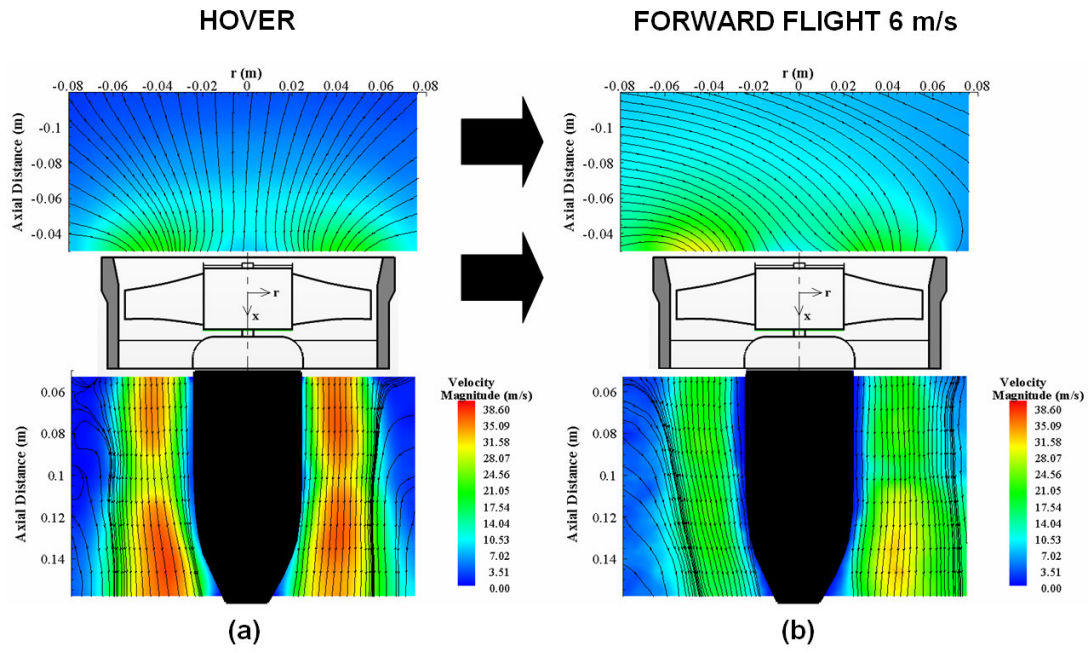 HOVER
FORWARD FLIGHT 6 m/s
r (m)
-0.08 -0.06 -0.04 -0.02 0 0.02 0.04 0.06 0.08
Axial Distance (m)
-0.1
-0.08
-0.06
-0.04
r
x
Axial Distance (m)
0.06
0.08
0.1
0.12
0.14
Velocity
Magnitude (m/s)
38.60
35.09
31.58
28.07
24.56
21.05
17.54
14.04
10.53
7.02
3.51
0.00
(a)
r (m)
-0.08 -0.06 -0.04 -0.02 0 0.02 0.04 0.06 0.08
Axial Distance (m)
-0.1
-0.08
-0.06
-0.04
r
x
Axial Distance (m)
0.06
0.08
0.1
0.12
0.14
Velocity
Magnitude (m/s)
38.60
35.09
31.58
28.07
24.56
21.05
17.54
14.04
10.53
7.02
3.51
0.00
(b)